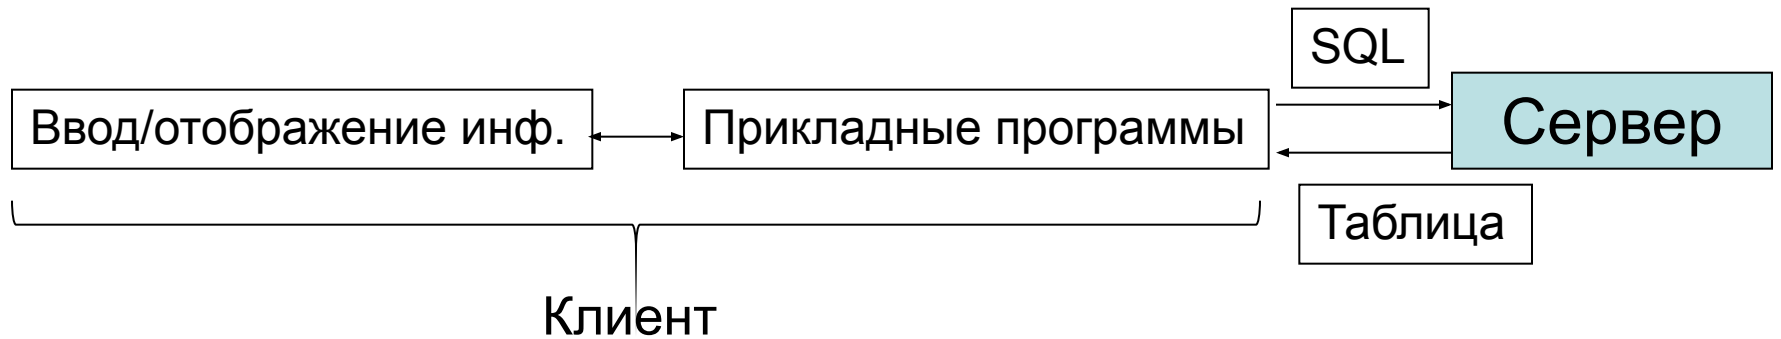 SQL
Ввод/отображение инф.
Прикладные программы
Сервер
Таблица
Клиент